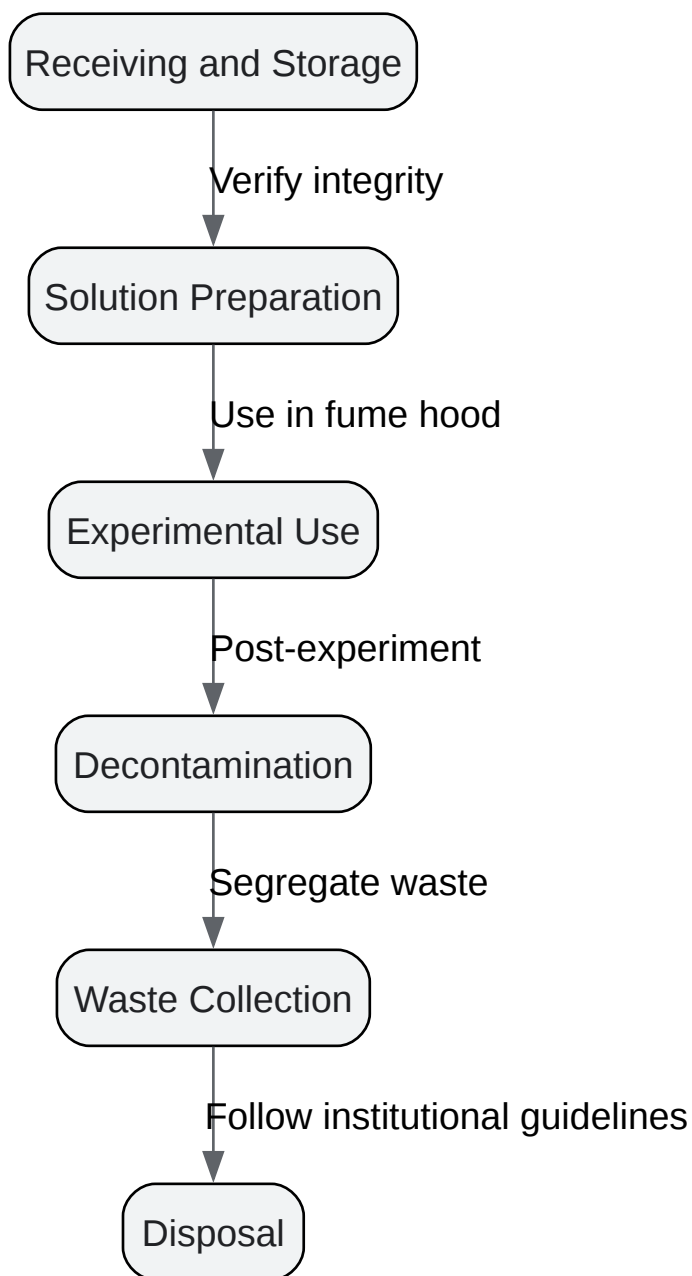 Receiving and Storage
Verify integrity
Solution Preparation
Use in fume hood
Experimental Use
Post-experiment
Decontamination
Segregate waste
Waste Collection
Follow institutional guidelines
Disposal